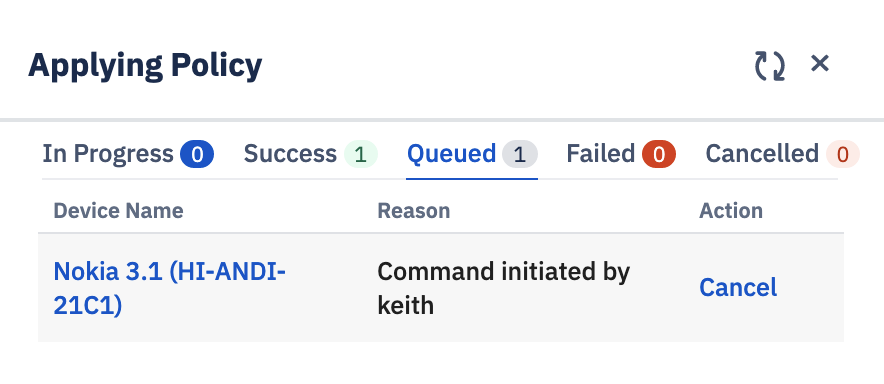 Applying Policy
In Progress 0 Success 1 Queued 1 Failed 0 Cancelled 0
Device Name Reason Action
Nokia 3.1 (HI-ANDI-
21C1)
Command initiated by
keith
Cancel